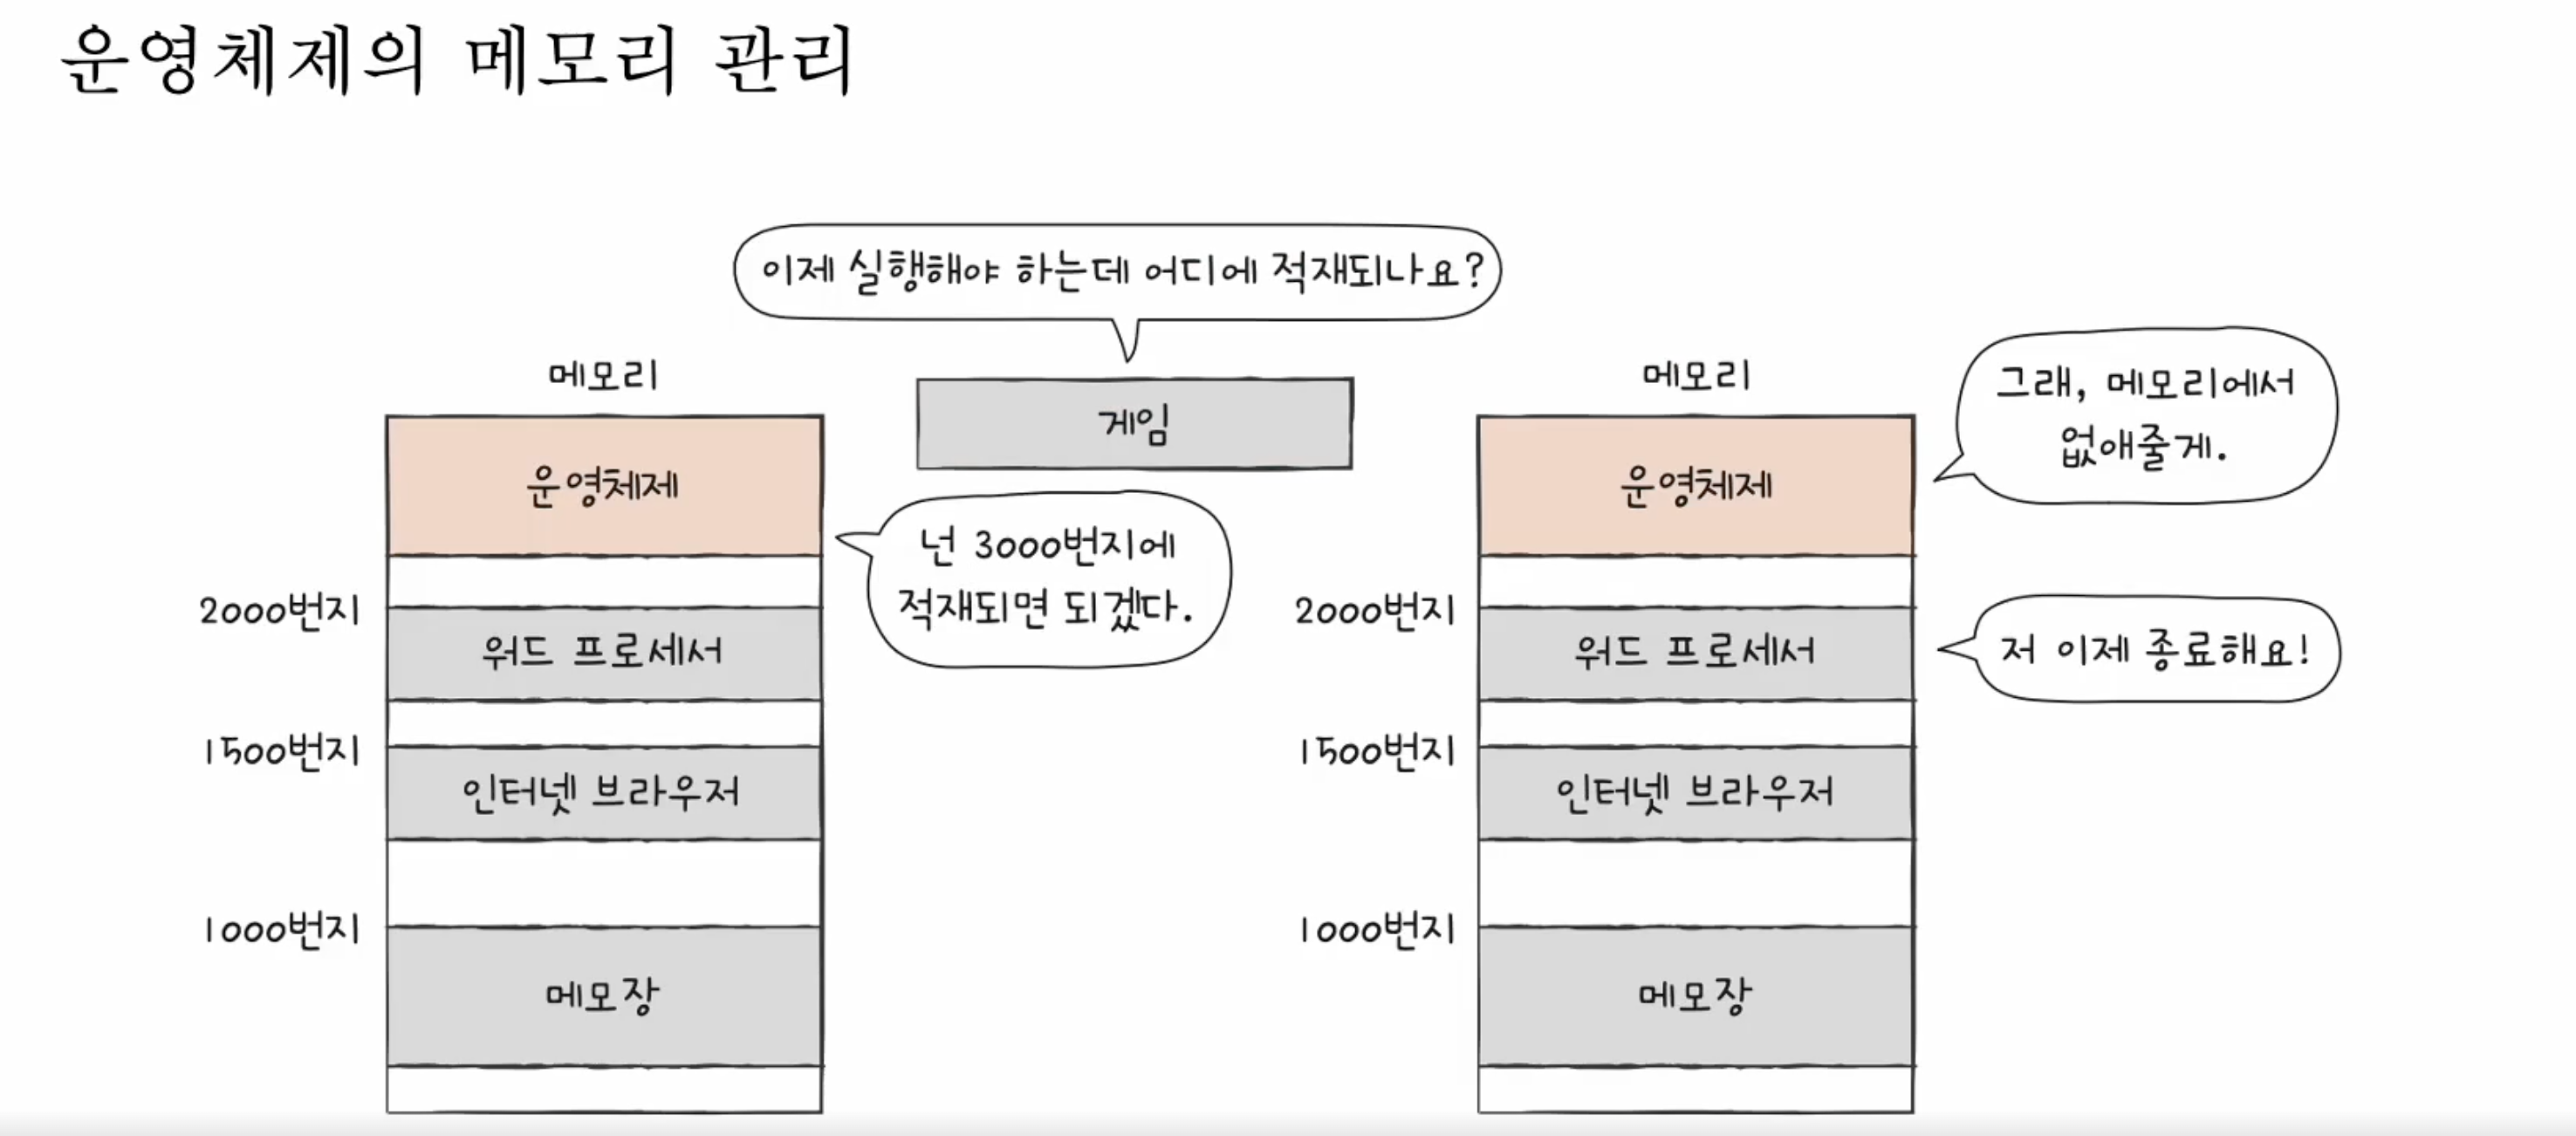 운영체제의 메모리 관리
이제 실행해야 하는데 어디에 적재되나요?
메모리
게임
운영체제
넌 3000번지에
적재되면 되겠다.
2000번지
워드 프로세서
1500번지
인터넷 브라우저
1000번지
메모장
메모리
그래, 메모리에서
없애줄게.
운영체제
2000번지
워드 프로세서
저 이제 종료해요!
1500번지
인터넷 브라우저
1000번지
메모장